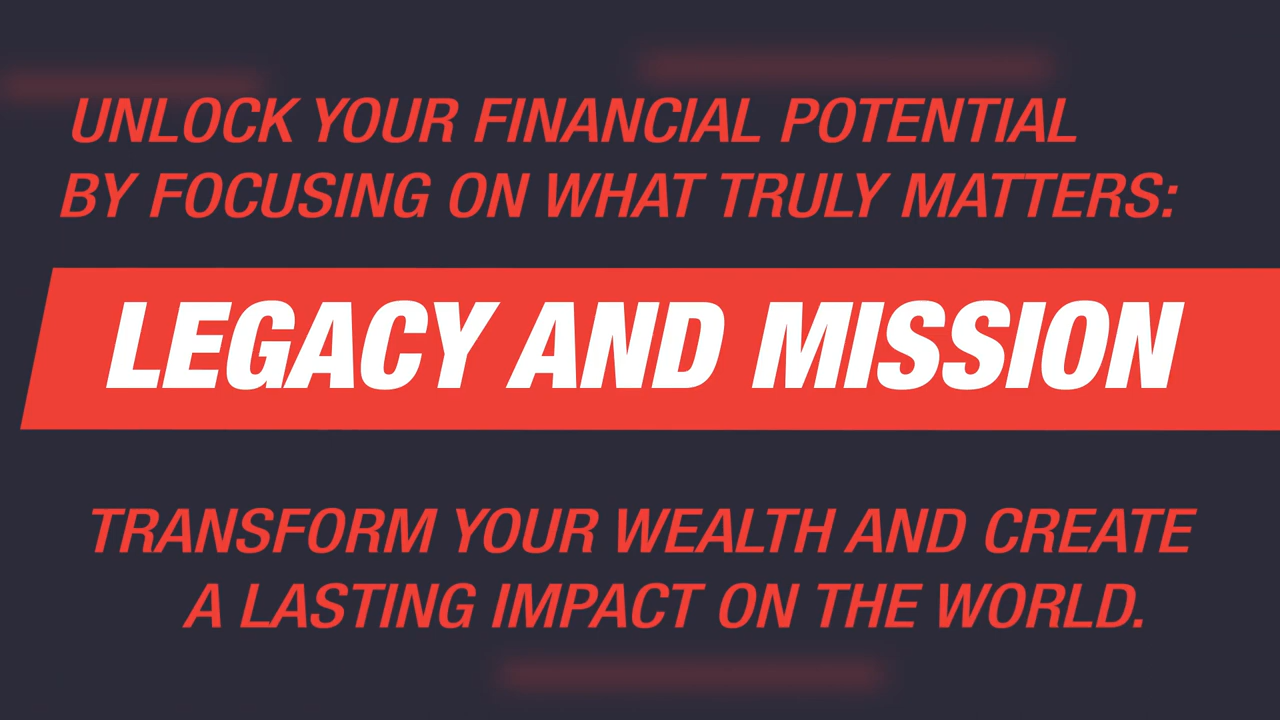 UNLOCK YOUR FINANCIAL POTENTIAL
BY FOCUSING ON WHAT TRULY MATTERS:
LEGACY AND MISSION
TRANSFORM YOUR WEALTH AND CREATE
A LASTING IMPACT ON THE WORLD.